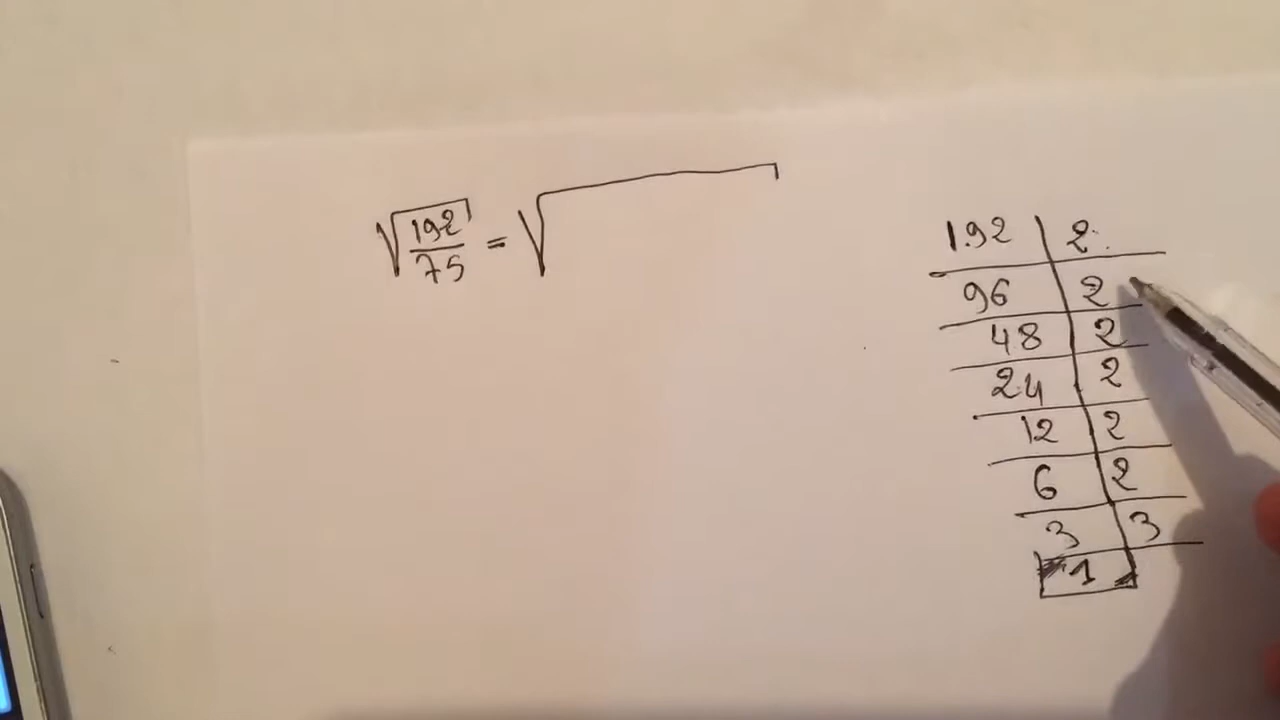 √192/75 = √
192 | 2
96 | 2
48 | 2
24 | 2
12 | 2
6 | 2
3 | 3
1